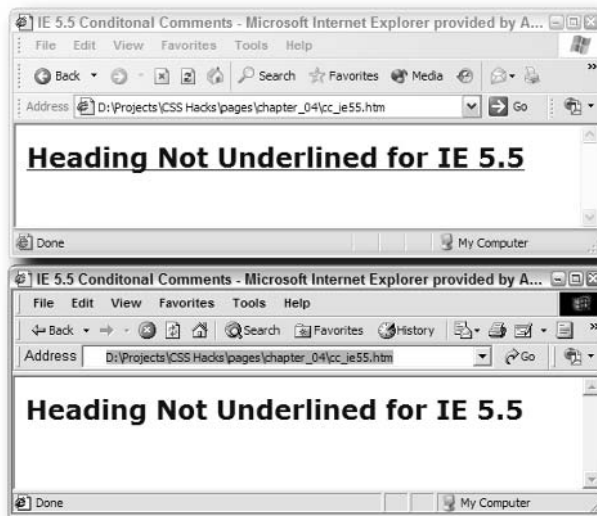 IE 5.5 Conditonal Comments - Microsoft Internet Explorer provided by A...
File Edit View Favorites Tools Help
Back Search Favorites Media »
Address D:\Projects\CSS Hacks\pages\chapter_04\cc_ie55.htm Go
Heading Not Underlined for IE 5.5
Done My Computer
IE 5.5 Conditonal Comments - Microsoft Internet Explorer provided by A...
File Edit View Favorites Tools Help
Back Search Favorites History »
Address D:\Projects\CSS Hacks\pages\chapter_04\cc_ie55.htm Go
Heading Not Underlined for IE 5.5
Done My Computer